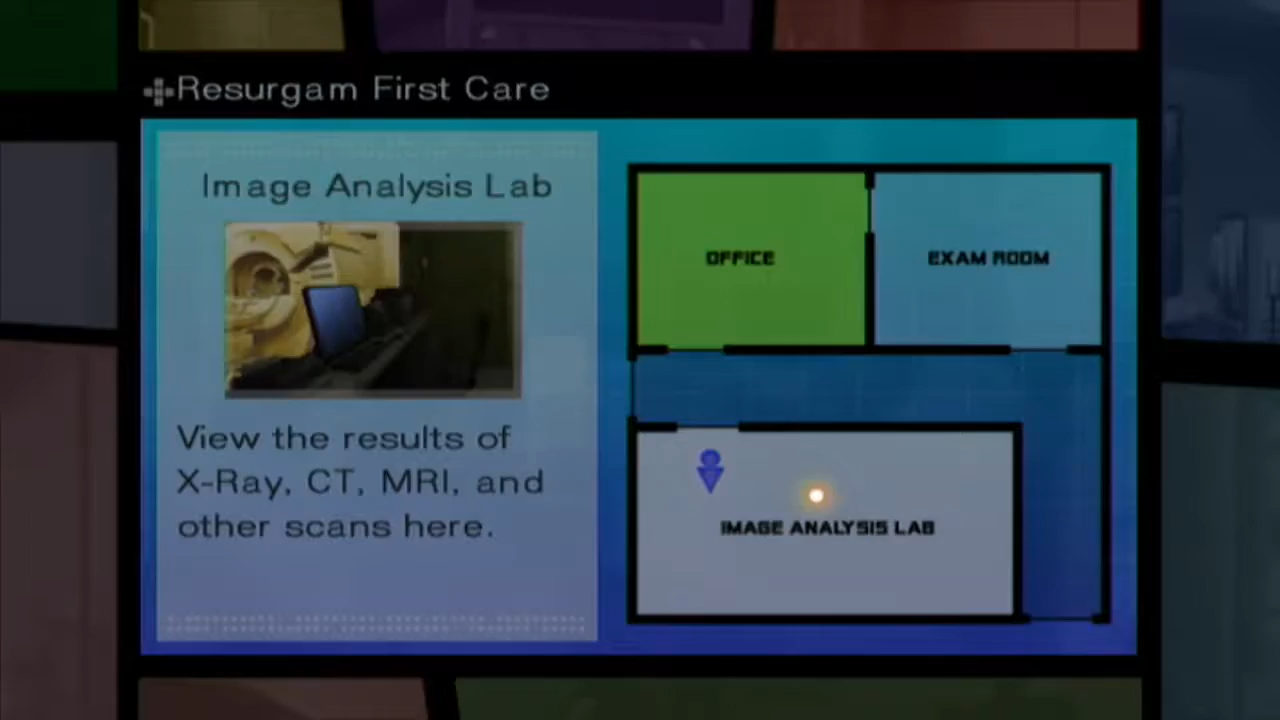 Resurgam First Care
Image Analysis Lab
View the results of
X-Ray, CT, MRI, and
other scans here.
OFFICE
EXAM ROOM
IMAGE ANALYSIS LAB